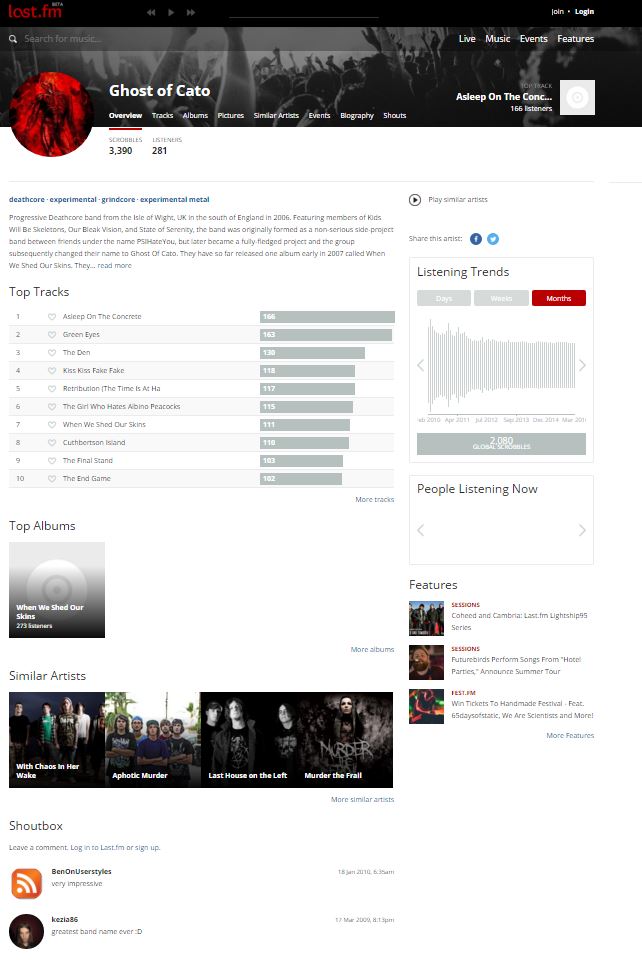 lost.fm
BETA
Join • Login
Search for music...
Live Music Events Features
Ghost of Cato
TOP TRACK
Asleep On The Conc...
166 listeners
Overview Tracks Albums Pictures Similar Artists Events Biography Shouts
SCROBBLES LISTENERS
3,390 281
deathcore · experimental · grindcore · experimental metal
Progressive Deathcore band from the Isle of Wight, UK in the south of England in 2006. Featuring members of Kids
Will Be Skeletons, Our Bleak Vision, and State of Serenity, the band was originally formed as a non-serious side-project
band between friends under the name PSIHateYou, but later became a fully-fledged project and the group
subsequently changed their name to Ghost Of Cato. They have so far released one album early in 2007 called When
We Shed Our Skins. They... read more
Play similar artists
Share this artist:
Top Tracks
1 Asleep On The Concrete 166
2 Green Eyes 163
3 The Den 130
4 Kiss Kiss Fake Fake 118
5 Retribution (The Time Is At Ha 117
6 The Girl Who Hates Albino Peacocks 115
7 When We Shed Our Skins 111
8 Cuthbertson Island 110
9 The Final Stand 103
10 The End Game 102
More tracks
Listening Trends
Days Weeks Months
eb 2010 Apr 2011 Jul 2012 Sep 2013 Dec 2014 Mar 201
2,080
GLOBAL SCROBBLES
People Listening Now
Top Albums
When We Shed Our
Skins
273 listeners
More albums
Features
SESSIONS
Coheed and Cambria: Last.fm Lightship95
Series
SESSIONS
Futurebirds Perform Songs From "Hotel
Parties," Announce Summer Tour
FEST.FM
Win Tickets To Handmade Festival - Feat.
65daysofstatic, We Are Scientists and More!
More Features
Similar Artists
With Chaos In Her
Wake
Aphotic Murder
Last House on the Left
Murder the Frail
More similar artists
Shoutbox
Leave a comment. Log in to Last.fm or sign up.
BenOnUserstyles 18 Jan 2010, 6:35am
very impressive
kezia86 17 Mar 2009, 8:13pm
greatest band name ever :D